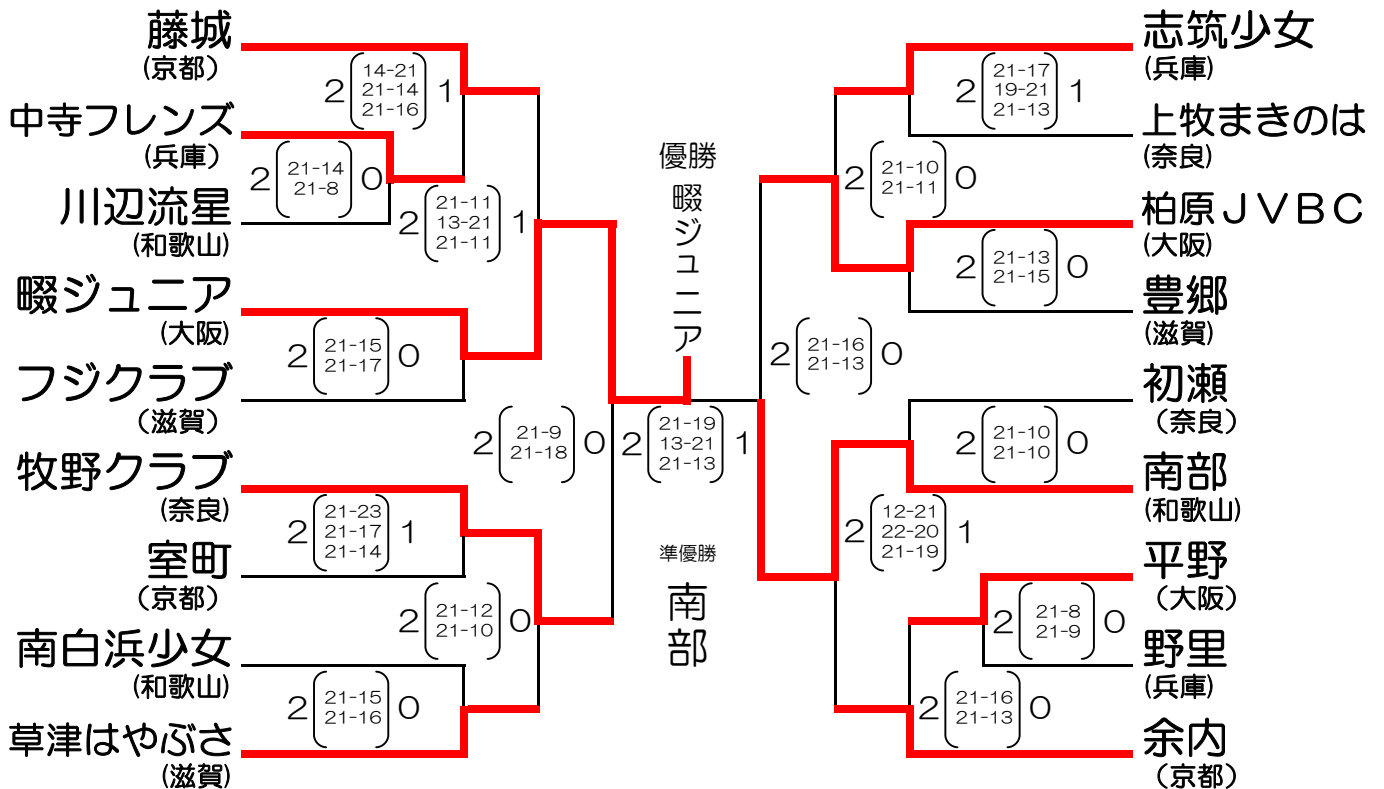 藤城
(京都)
中寺フレンズ
(兵庫)
川辺流星
(和歌山)
畷ジュニア
(大阪)
フジクラブ
(滋賀)
牧野クラブ
(奈良)
室町
(京都)
南白浜少女
(和歌山)
草津はやぶさ
(滋賀)
2 14-21 1
21-14
21-16
2 21-14 0
21-8
2 21-11 1
13-21
21-11
2 21-15 0
21-17
2 21-9 0
21-18
2 21-23 1
21-17
21-14
2 21-12 0
21-10
2 21-15 0
21-16
優勝
畷ジュニア
2 21-19 1
13-21
21-13
準優勝
南部
2 21-17 1
19-21
21-13
2 21-10 0
21-11
2 21-13 0
21-15
2 21-16 0
21-13
2 21-10 0
21-10
2 12-21 1
22-20
21-19
2 21-8 0
21-9
2 21-16 0
21-13
志筑少女
(兵庫)
上牧まきのは
(奈良)
柏原JVBC
(大阪)
豊郷
(滋賀)
初瀬
(奈良)
南部
(和歌山)
平野
(大阪)
野里
(兵庫)
余内
(京都)